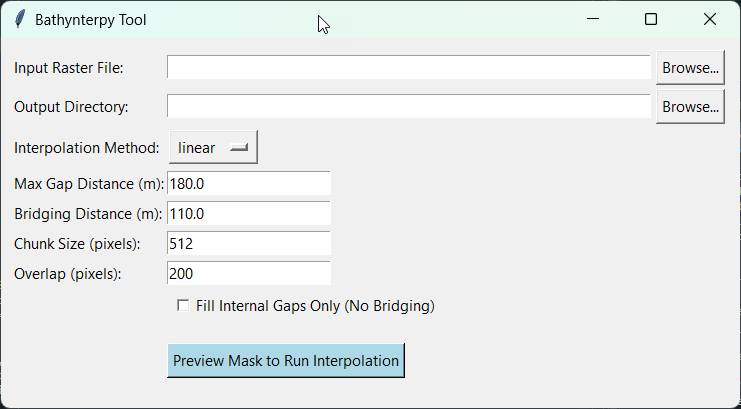 Bathynterpy Tool
Input Raster File: Browse...
Output Directory: Browse...
Interpolation Method: linear
Max Gap Distance (m): 180.0
Bridging Distance (m): 110.0
Chunk Size (pixels): 512
Overlap (pixels): 200
Fill Internal Gaps Only (No Bridging)
Preview Mask to Run Interpolation